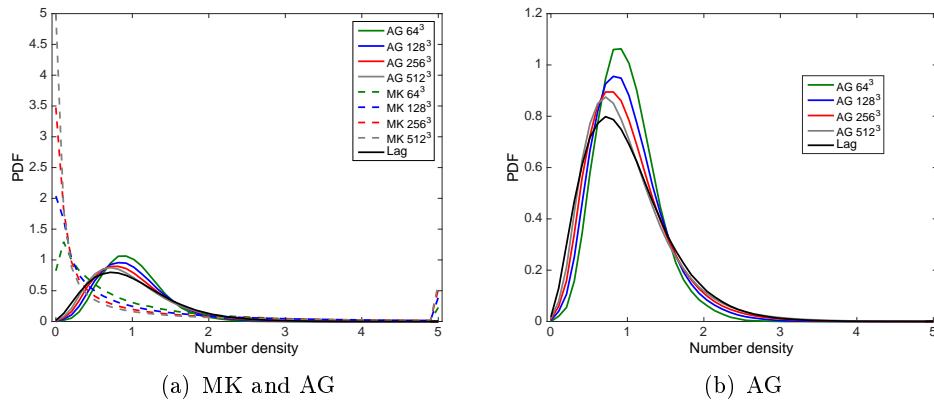 5
4.5
4
3.5
3
2.5
2
1.5
1
0.5
0
PDF
0 1 2 3 4 5
Number density
AG 64³
AG 128³
AG 256³
AG 512³
MK 64³
MK 128³
MK 256³
MK 512³
Lag
(a) MK and AG
1.2
1
0.8
0.6
0.4
0.2
0
PDF
0 1 2 3 4 5
Number density
AG 64³
AG 128³
AG 256³
AG 512³
Lag
(b) AG